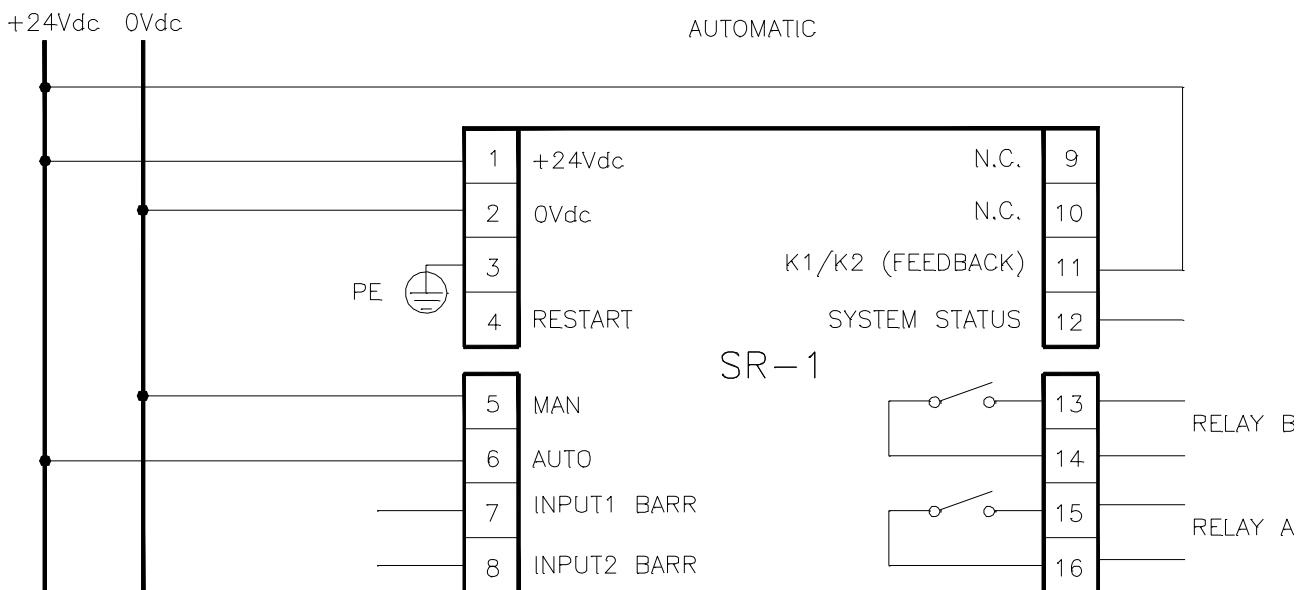 +24Vdc 0Vdc
AUTOMATIC
1 +24Vdc N.C. 9
2 0Vdc N.C. 10
3 K1/K2 (FEEDBACK) 11
PE
4 RESTART SYSTEM STATUS 12
SR-1
5 MAN 13
RELAY B
6 AUTO 14
7 INPUT1 BARR 15
RELAY A
8 INPUT2 BARR 16